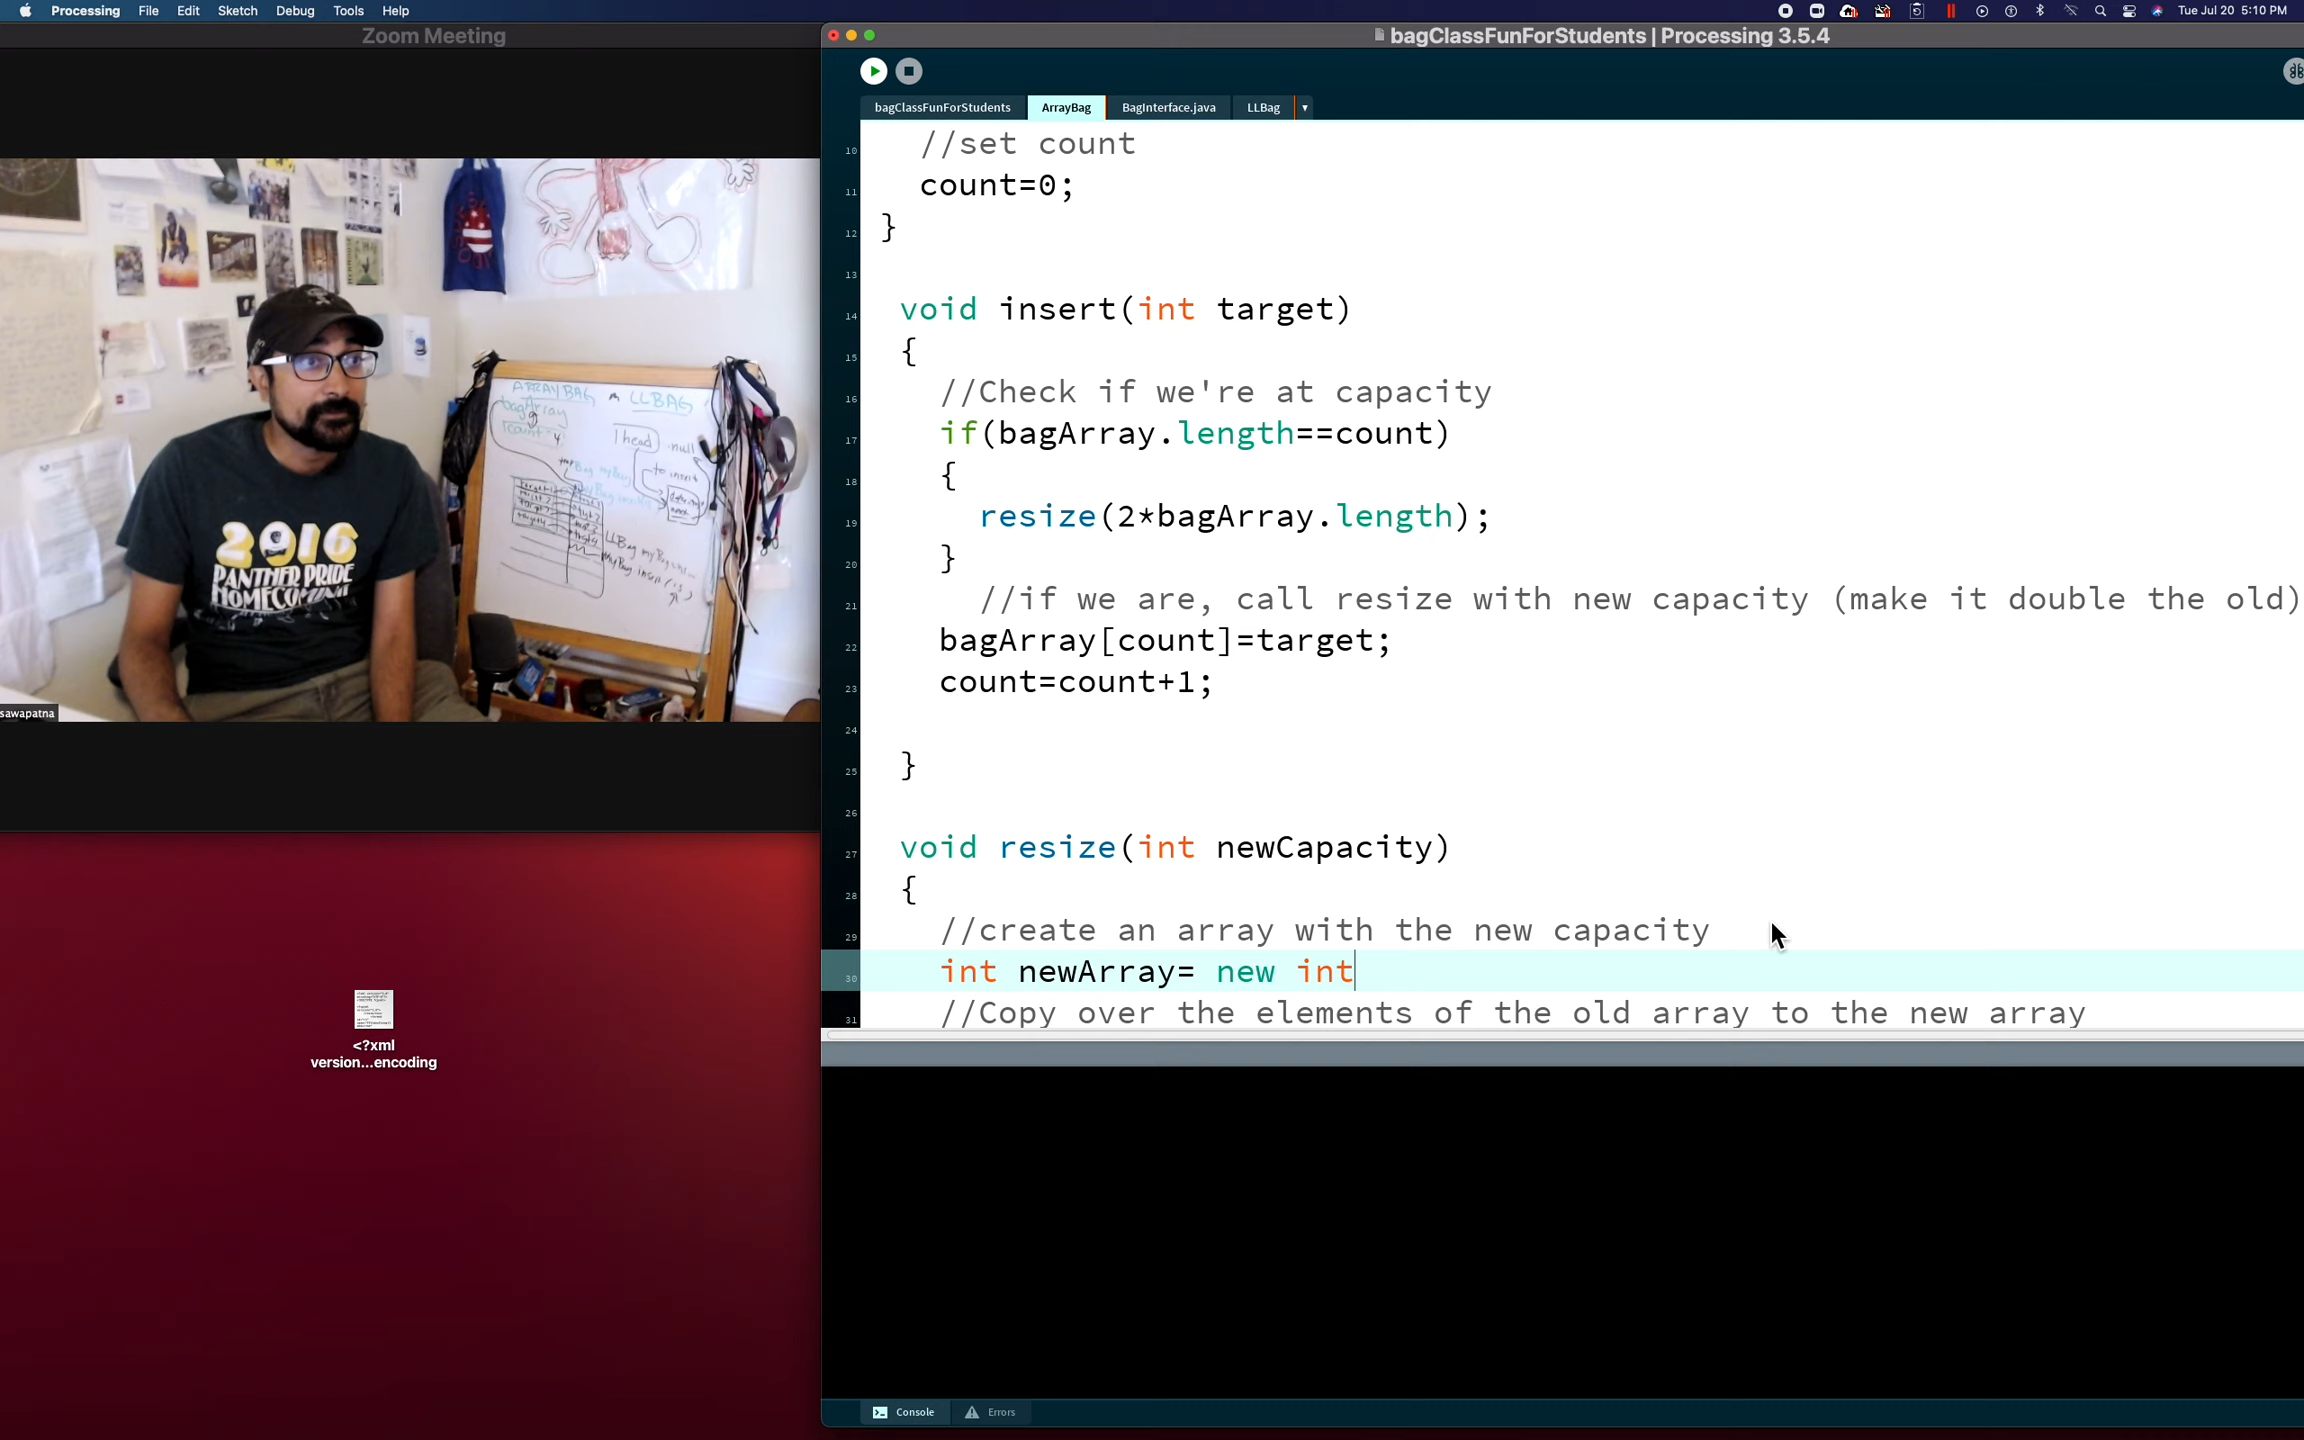 Processing File Edit Sketch Debug Tools Help
Tue Jul 20 5:10 PM
Zoom Meeting
bagClassFunForStudents | Processing 3.5.4
bagClassFunForStudents ArrayBag BagInterface.java LLBag
10 //set count
11 count=0;
12 }
13
14 void insert(int target)
15 {
16 //Check if we're at capacity
17 if(bagArray.length==count)
18 {
19 resize(2*bagArray.length);
20 }
21 //if we are, call resize with new capacity (make it double the old)
22 bagArray[count]=target;
23 count=count+1;
24
25 }
26
27 void resize(int newCapacity)
28 {
29 //create an array with the new capacity
30 int newArray= new int
31 //Copy over the elements of the old array to the new array
ARRAYBAG
LLBAG
bagArray
count
head
null
to insert
2016
PANTHER PRIDE
HOMECOMING
sawapatna
<?xml
version...encoding
Console Errors